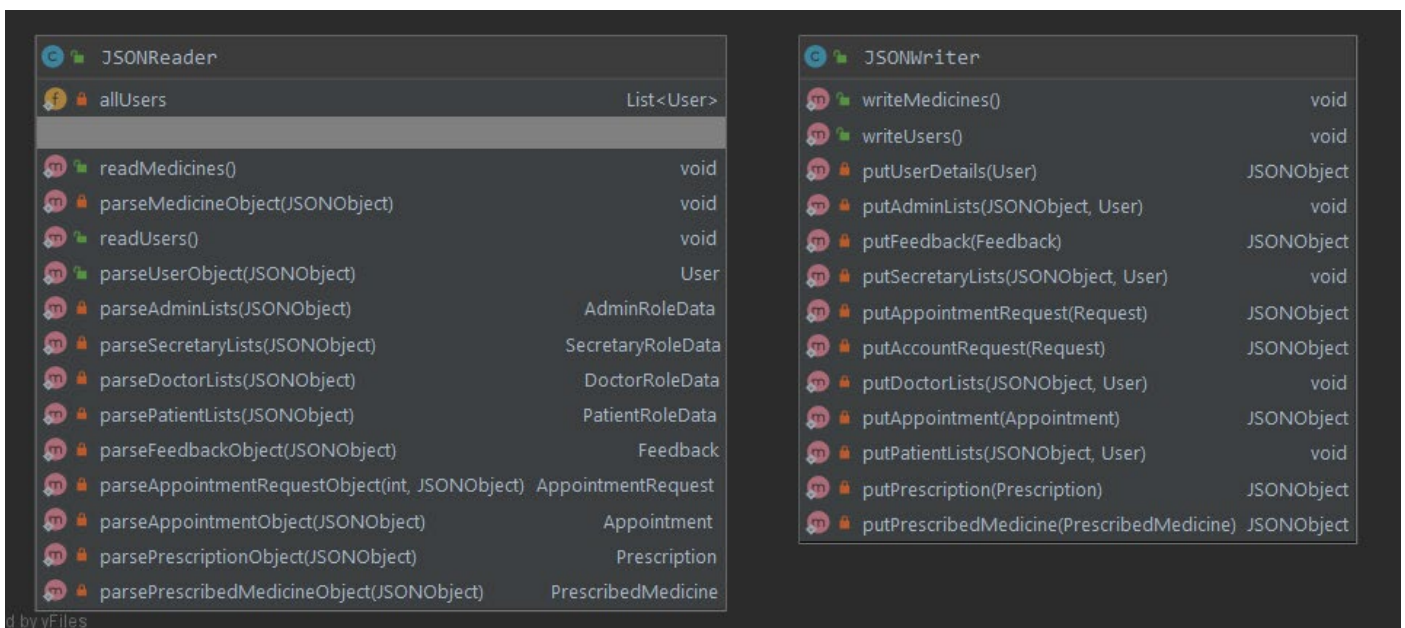 JSONReader
allUsers List<User>
readMedicines() void
parseMedicineObject(JSONObject) void
readUsers() void
parseUserObject(JSONObject) User
parseAdminLists(JSONObject) AdminRoleData
parseSecretaryLists(JSONObject) SecretaryRoleData
parseDoctorLists(JSONObject) DoctorRoleData
parsePatientLists(JSONObject) PatientRoleData
parseFeedbackObject(JSONObject) Feedback
parseAppointmentRequestObject(int, JSONObject) AppointmentRequest
parseAppointmentObject(JSONObject) Appointment
parsePrescriptionObject(JSONObject) Prescription
parsePrescribedMedicineObject(JSONObject) PrescribedMedicine
JSONWriter
writeMedicines() void
writeUsers() void
putUserDetails(User) JSONObject
putAdminLists(JSONObject, User) void
putFeedback(Feedback) JSONObject
putSecretaryLists(JSONObject, User) void
putAppointmentRequest(Request) JSONObject
putAccountRequest(Request) JSONObject
putDoctorLists(JSONObject, User) void
putAppointment(Appointment) JSONObject
putPatientLists(JSONObject, User) void
putPrescription(Prescription) JSONObject
putPrescribedMedicine(PrescribedMedicine) JSONObject
d by yFiles